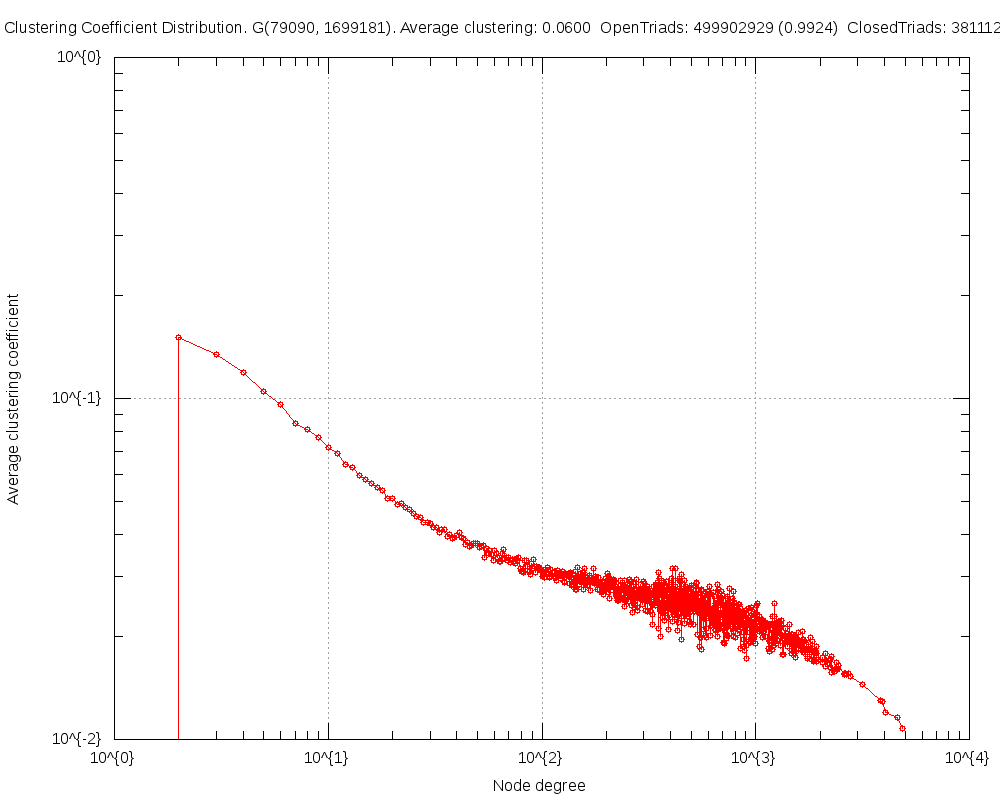 Clustering Coefficient Distribution. G(79090, 1699181). Average clustering: 0.0600  OpenTriads: 499902929 (0.9924)  ClosedTriads: 381112
10^{0}
10^{-1}
10^{-2}
Average clustering coefficient
10^{0} 10^{1} 10^{2} 10^{3} 10^{4}
Node degree